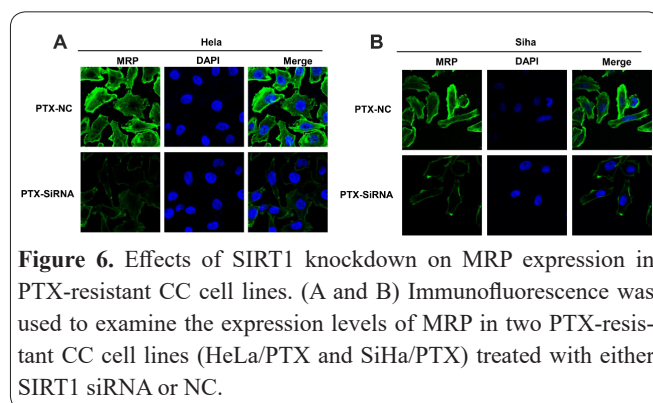 A
Hela
MRP DAPI Merge
PTX-NC
PTX-SiRNA
B
Siha
MRP DAPI Merge
PTX-NC
PTX-SiRNA
Figure 6. Effects of SIRT1 knockdown on MRP expression in
PTX-resistant CC cell lines. (A and B) Immunofluorescence was
used to examine the expression levels of MRP in two PTX-resis-
tant CC cell lines (HeLa/PTX and SiHa/PTX) treated with either
SIRT1 siRNA or NC.